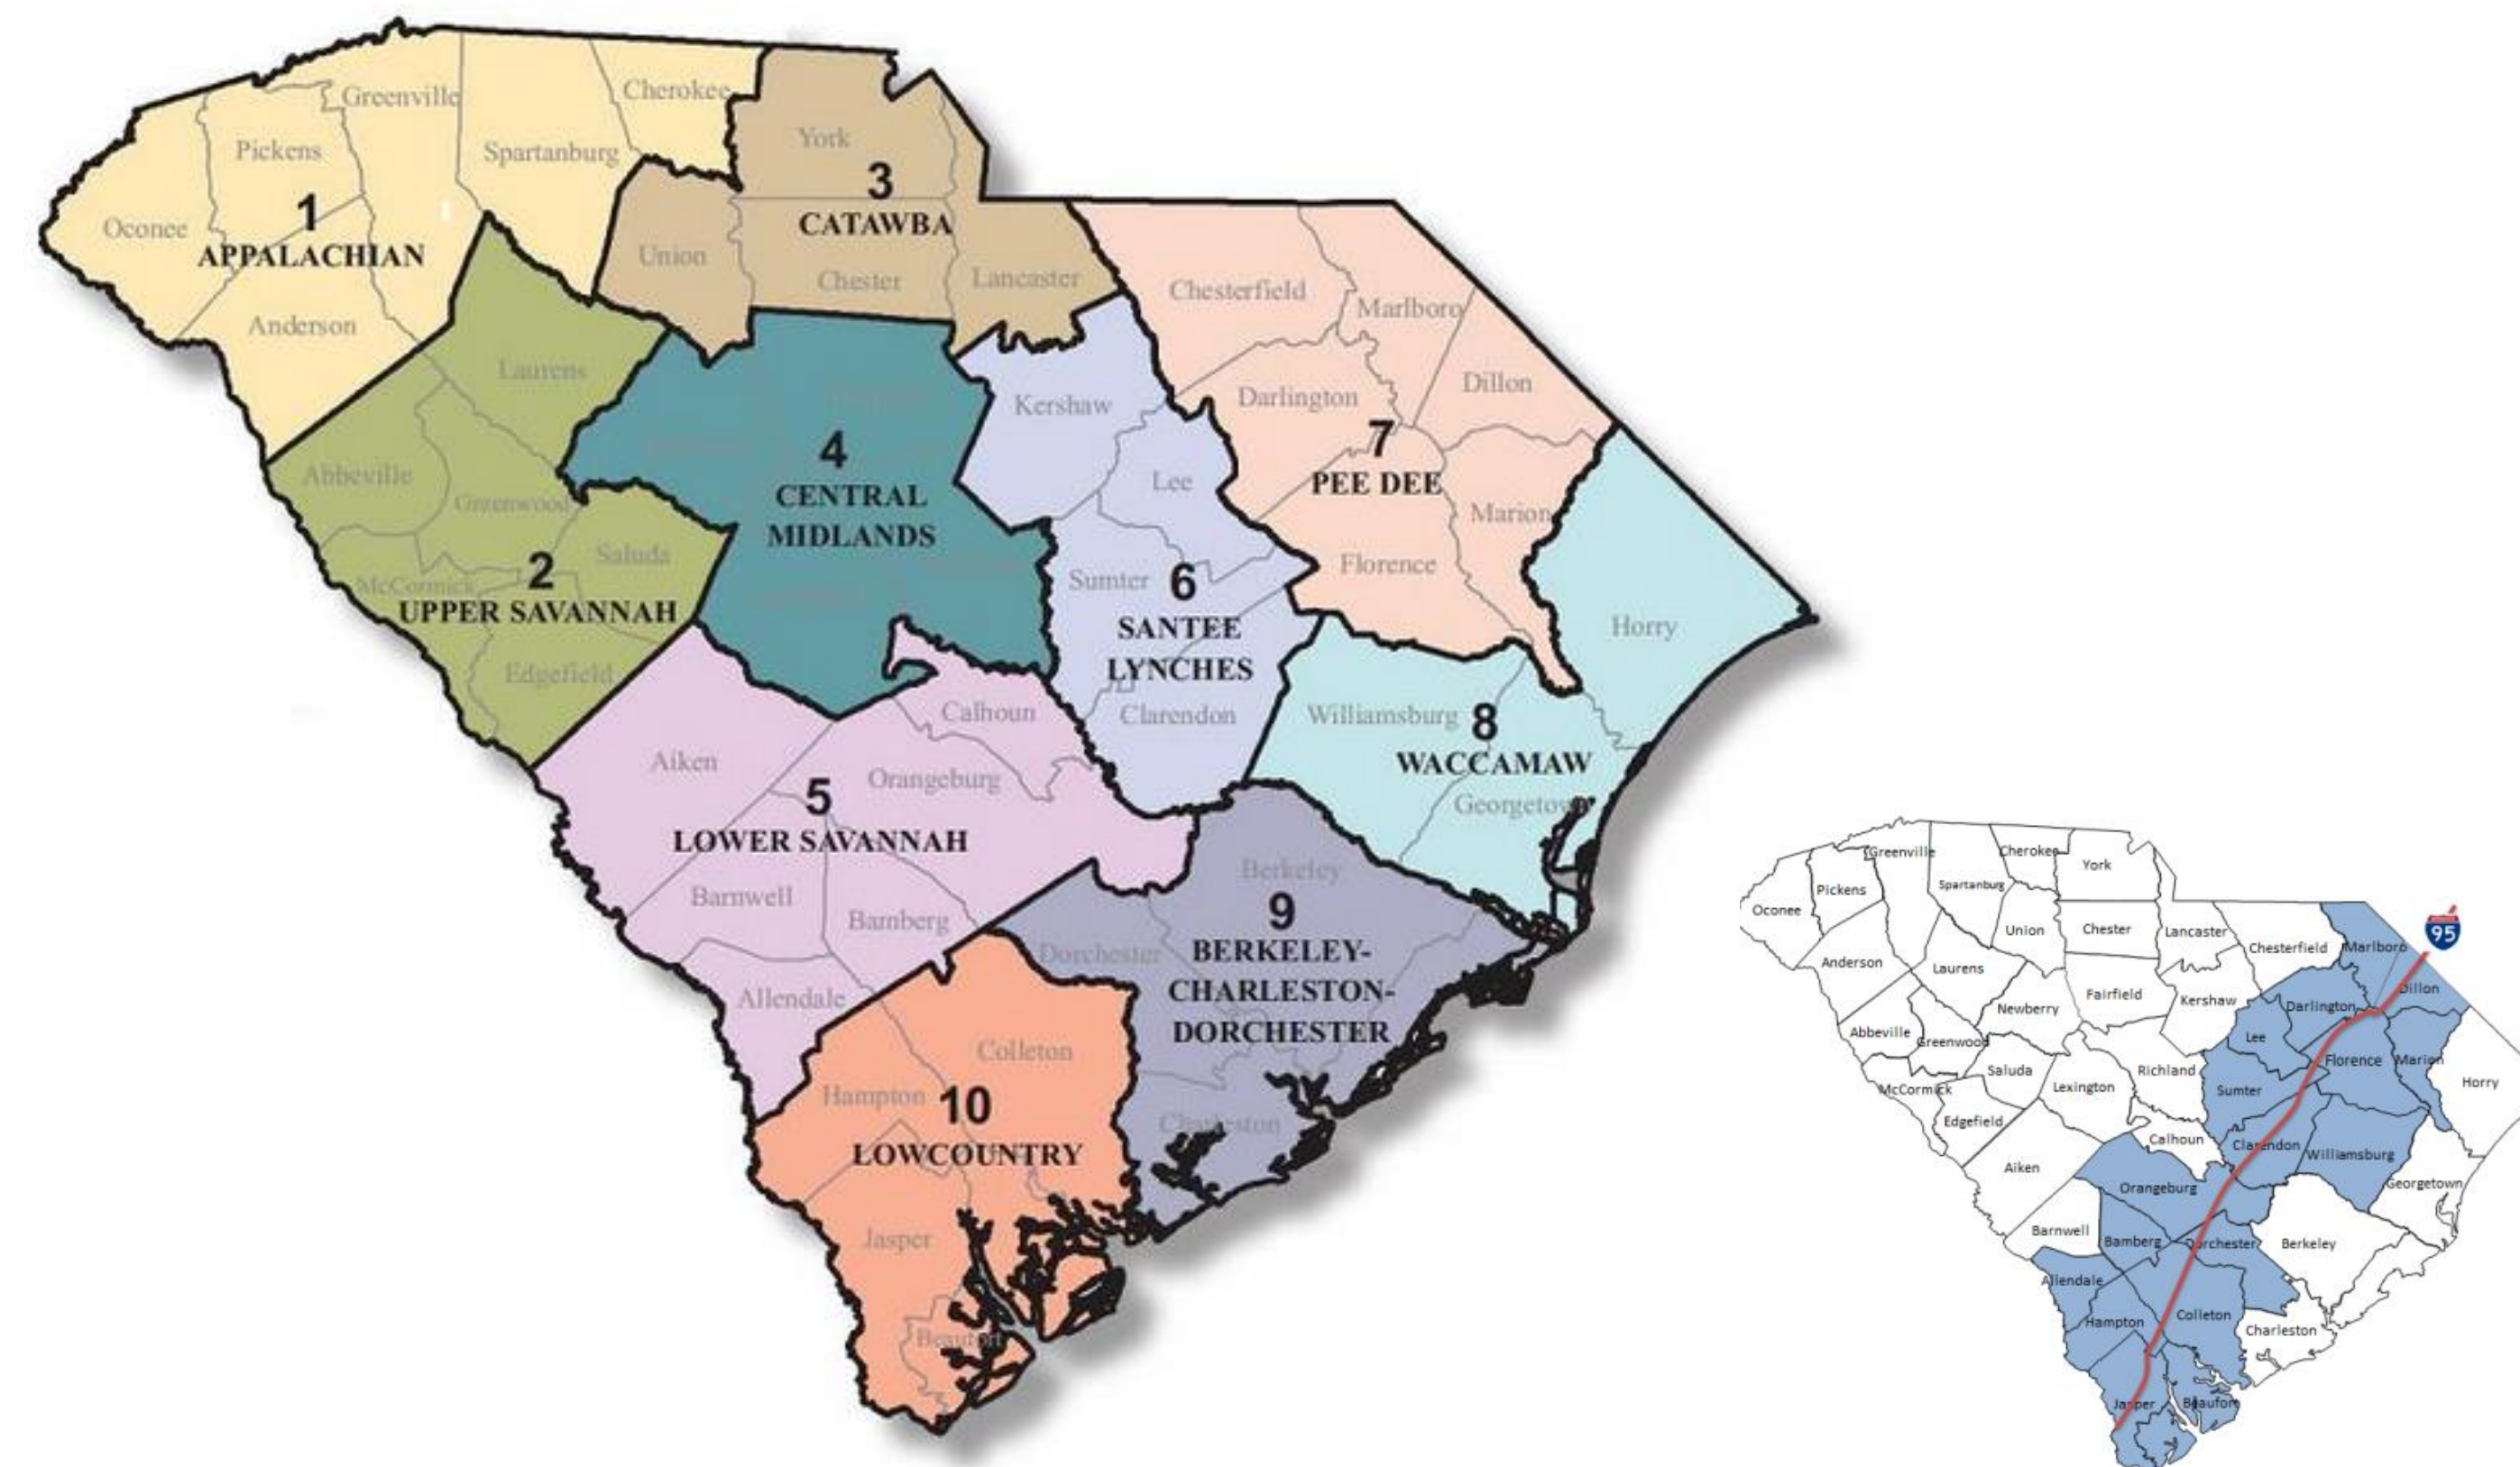 Greenville
Cherokee
Pickens
Spartanburg
York
Oconee
1
APPALACHIAN
Anderson
3
CATAWBA
Union
Chester
Lancaster
Chesterfield
Marlboro
Darlington
Dillon
7
PEE DEE
Marion
Florence
Laurens
Abbeville
Greenwood
Saluda
McCormick
2
UPPER SAVANNAH
Edgefield
4
CENTRAL
MIDLANDS
Kershaw
Lee
Sumter
6
SANTEE
LYNCHES
Clarendon
Horry
Williamsburg
8
WACCAMAW
Georgetown
Calhoun
Aiken
Orangeburg
5
LOWER SAVANNAH
Barnwell
Bamberg
Allendale
Berkeley
Dorchester
9
BERKELEY-
CHARLESTON-
DORCHESTER
Charleston
Colleton
Hampton
10
LOWCOUNTRY
Jasper
Beaufort
Greenville
Cherokee
York
Pickens
Spartanburg
Oconee
Union
Chester
Lancaster
Chesterfield
Marlboro
95
Anderson
Laurens
Newberry
Fairfield
Kershaw
Darlington
Dillon
Abbeville
Greenwood
Lee
Florence
Marion
Saluda
Lexington
Richland
Sumter
Horry
McCormick
Edgefield
Calhoun
Clarendon
Williamsburg
Aiken
Orangeburg
Georgetown
Barnwell
Bamberg
Dorchester
Berkeley
Allendale
Hampton
Colleton
Charleston
Jasper
Beaufort